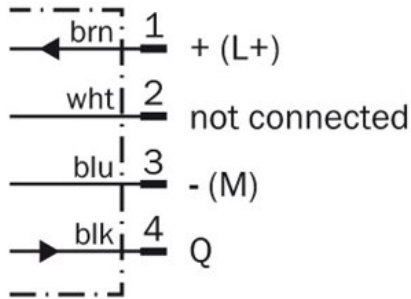 brn 1 + (L+)
wht 2 not connected
blu 3 - (M)
blk 4 Q